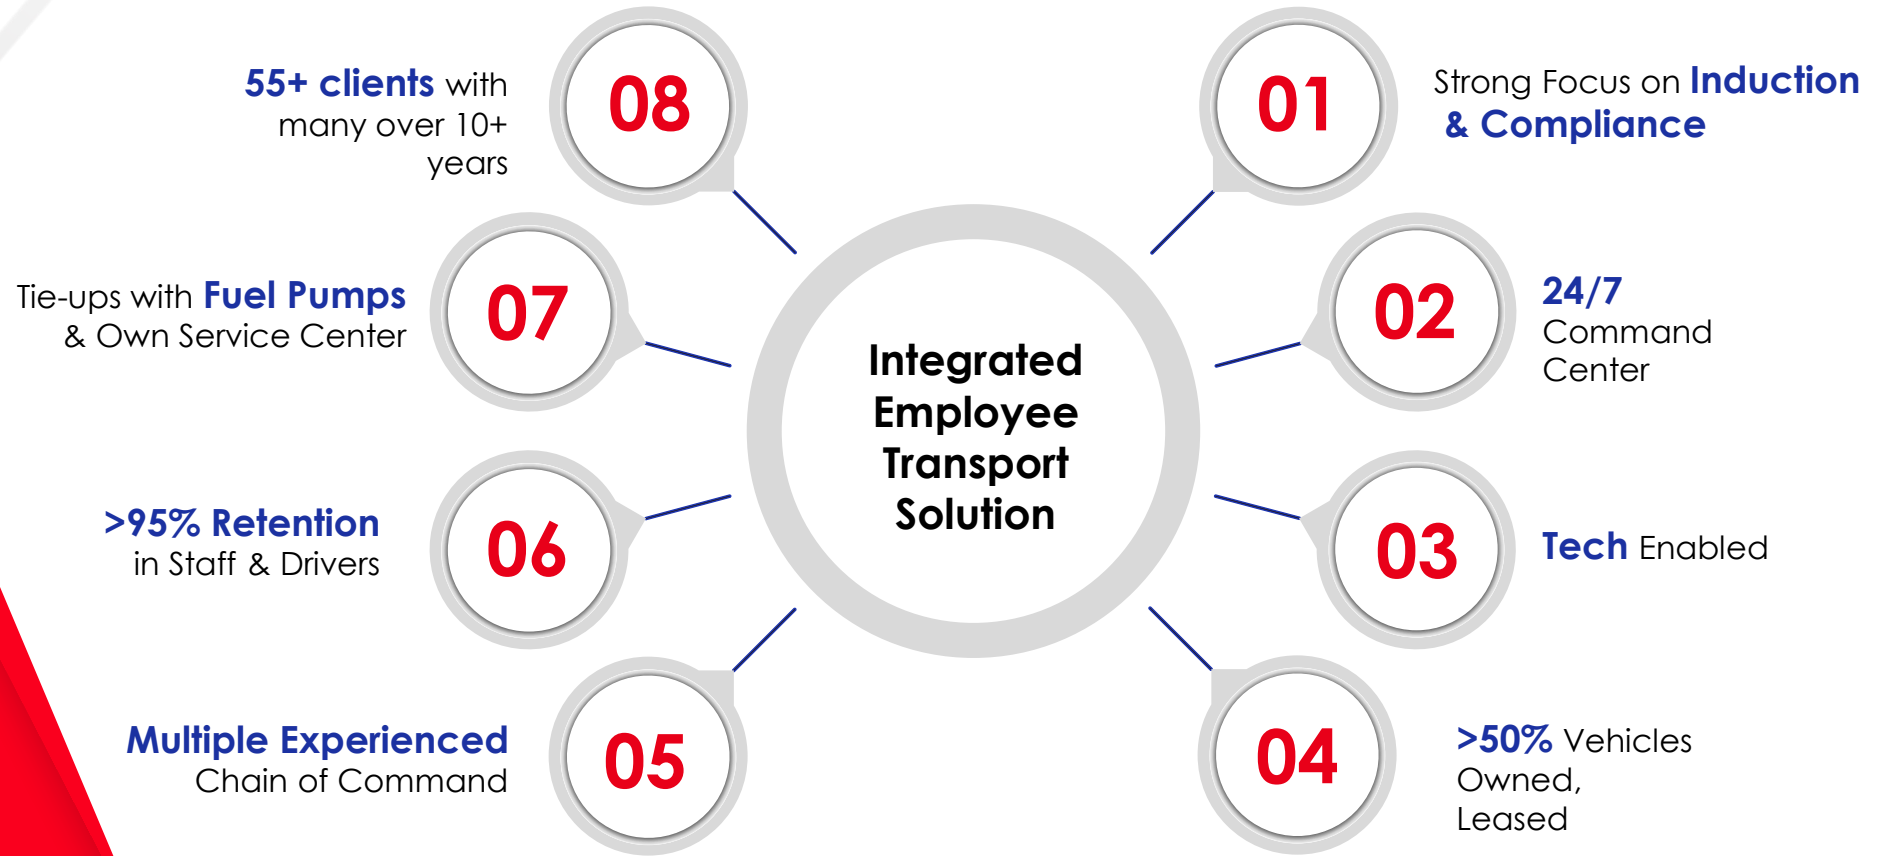 01
Strong Focus on Induction
& Compliance
02
24/7
Command
Center
03
Tech Enabled
04
>50% Vehicles
Owned,
Leased
05
Multiple Experienced
Chain of Command
06
>95% Retention
in Staff & Drivers
07
Tie-ups with Fuel Pumps
& Own Service Center
08
55+ clients with
many over 10+
years
Integrated
Employee
Transport
Solution